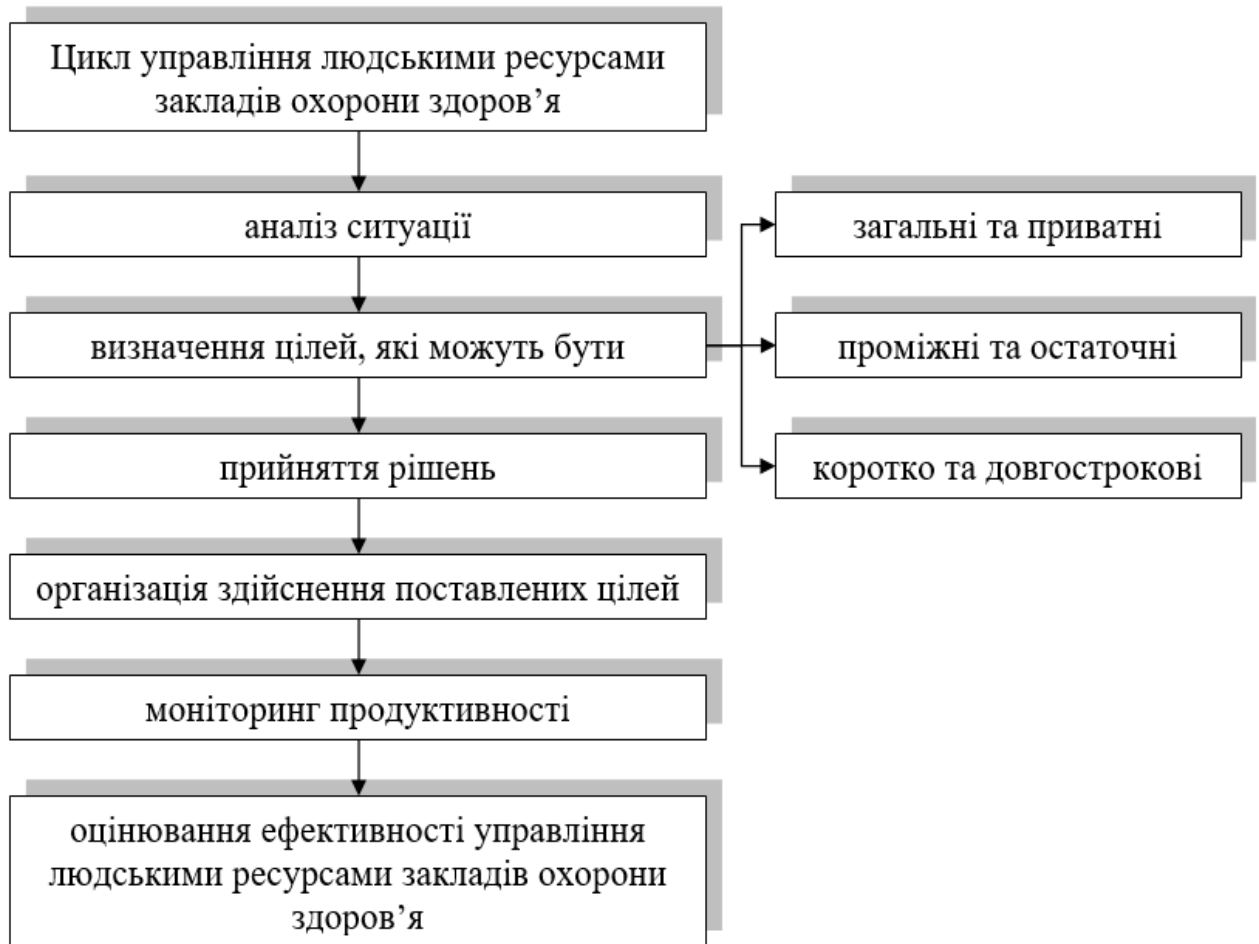 Цикл управління людськими ресурсами
закладів охорони здоров’я
аналіз ситуації
загальні та приватні
визначення цілей, які можуть бути
проміжні та остаточні
прийняття рішень
коротко та довгострокові
організація здійснення поставлених цілей
моніторинг продуктивності
оцінювання ефективності управління
людськими ресурсами закладів охорони
здоров’я